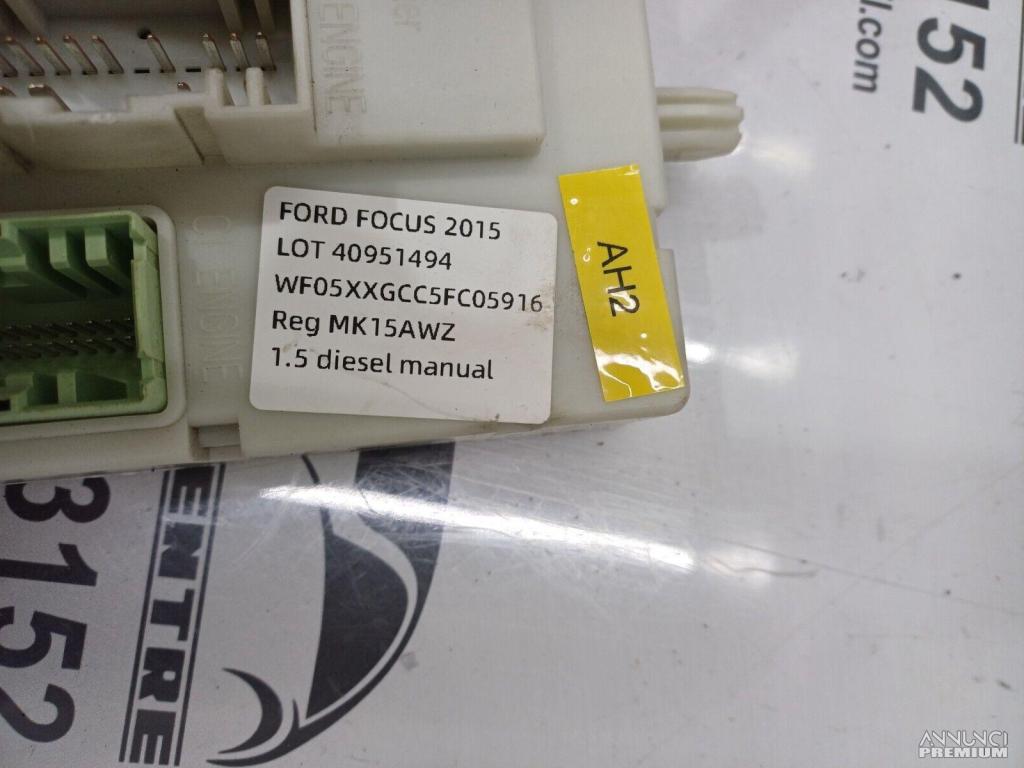 ENGINE
152
l.com
FORD FOCUS 2015
LOT 40951494
WF05XXGCC5FC05916
Reg MK15AWZ
1.5 diesel manual
AH2
ENGINE
3152
ENTRE
ANNUNCI
PREMIUM